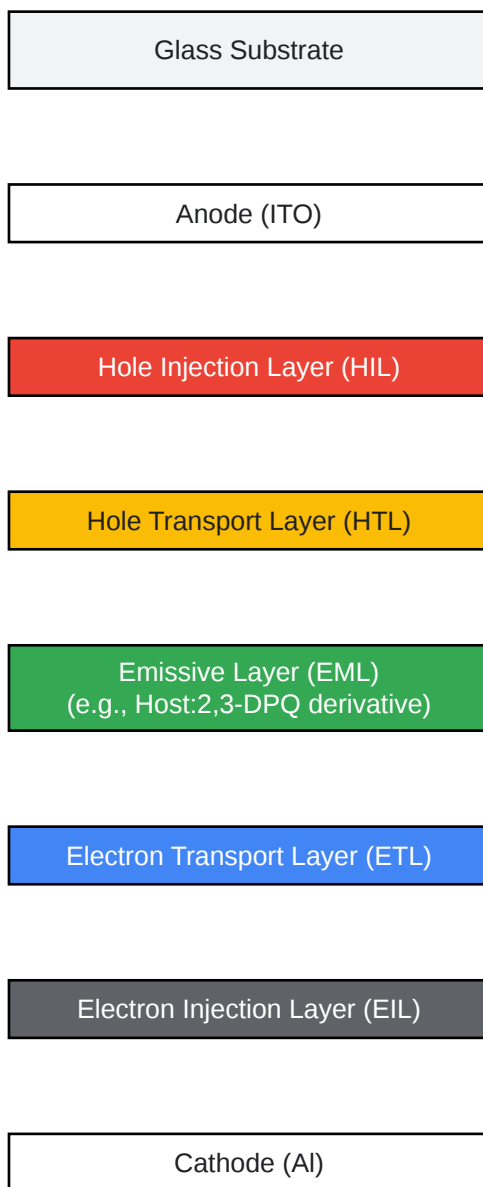 Glass Substrate
Anode (ITO)
Hole Injection Layer (HIL)
Hole Transport Layer (HTL)
Emissive Layer (EML)
(e.g., Host:2,3-DPQ derivative)
Electron Transport Layer (ETL)
Electron Injection Layer (EIL)
Cathode (Al)